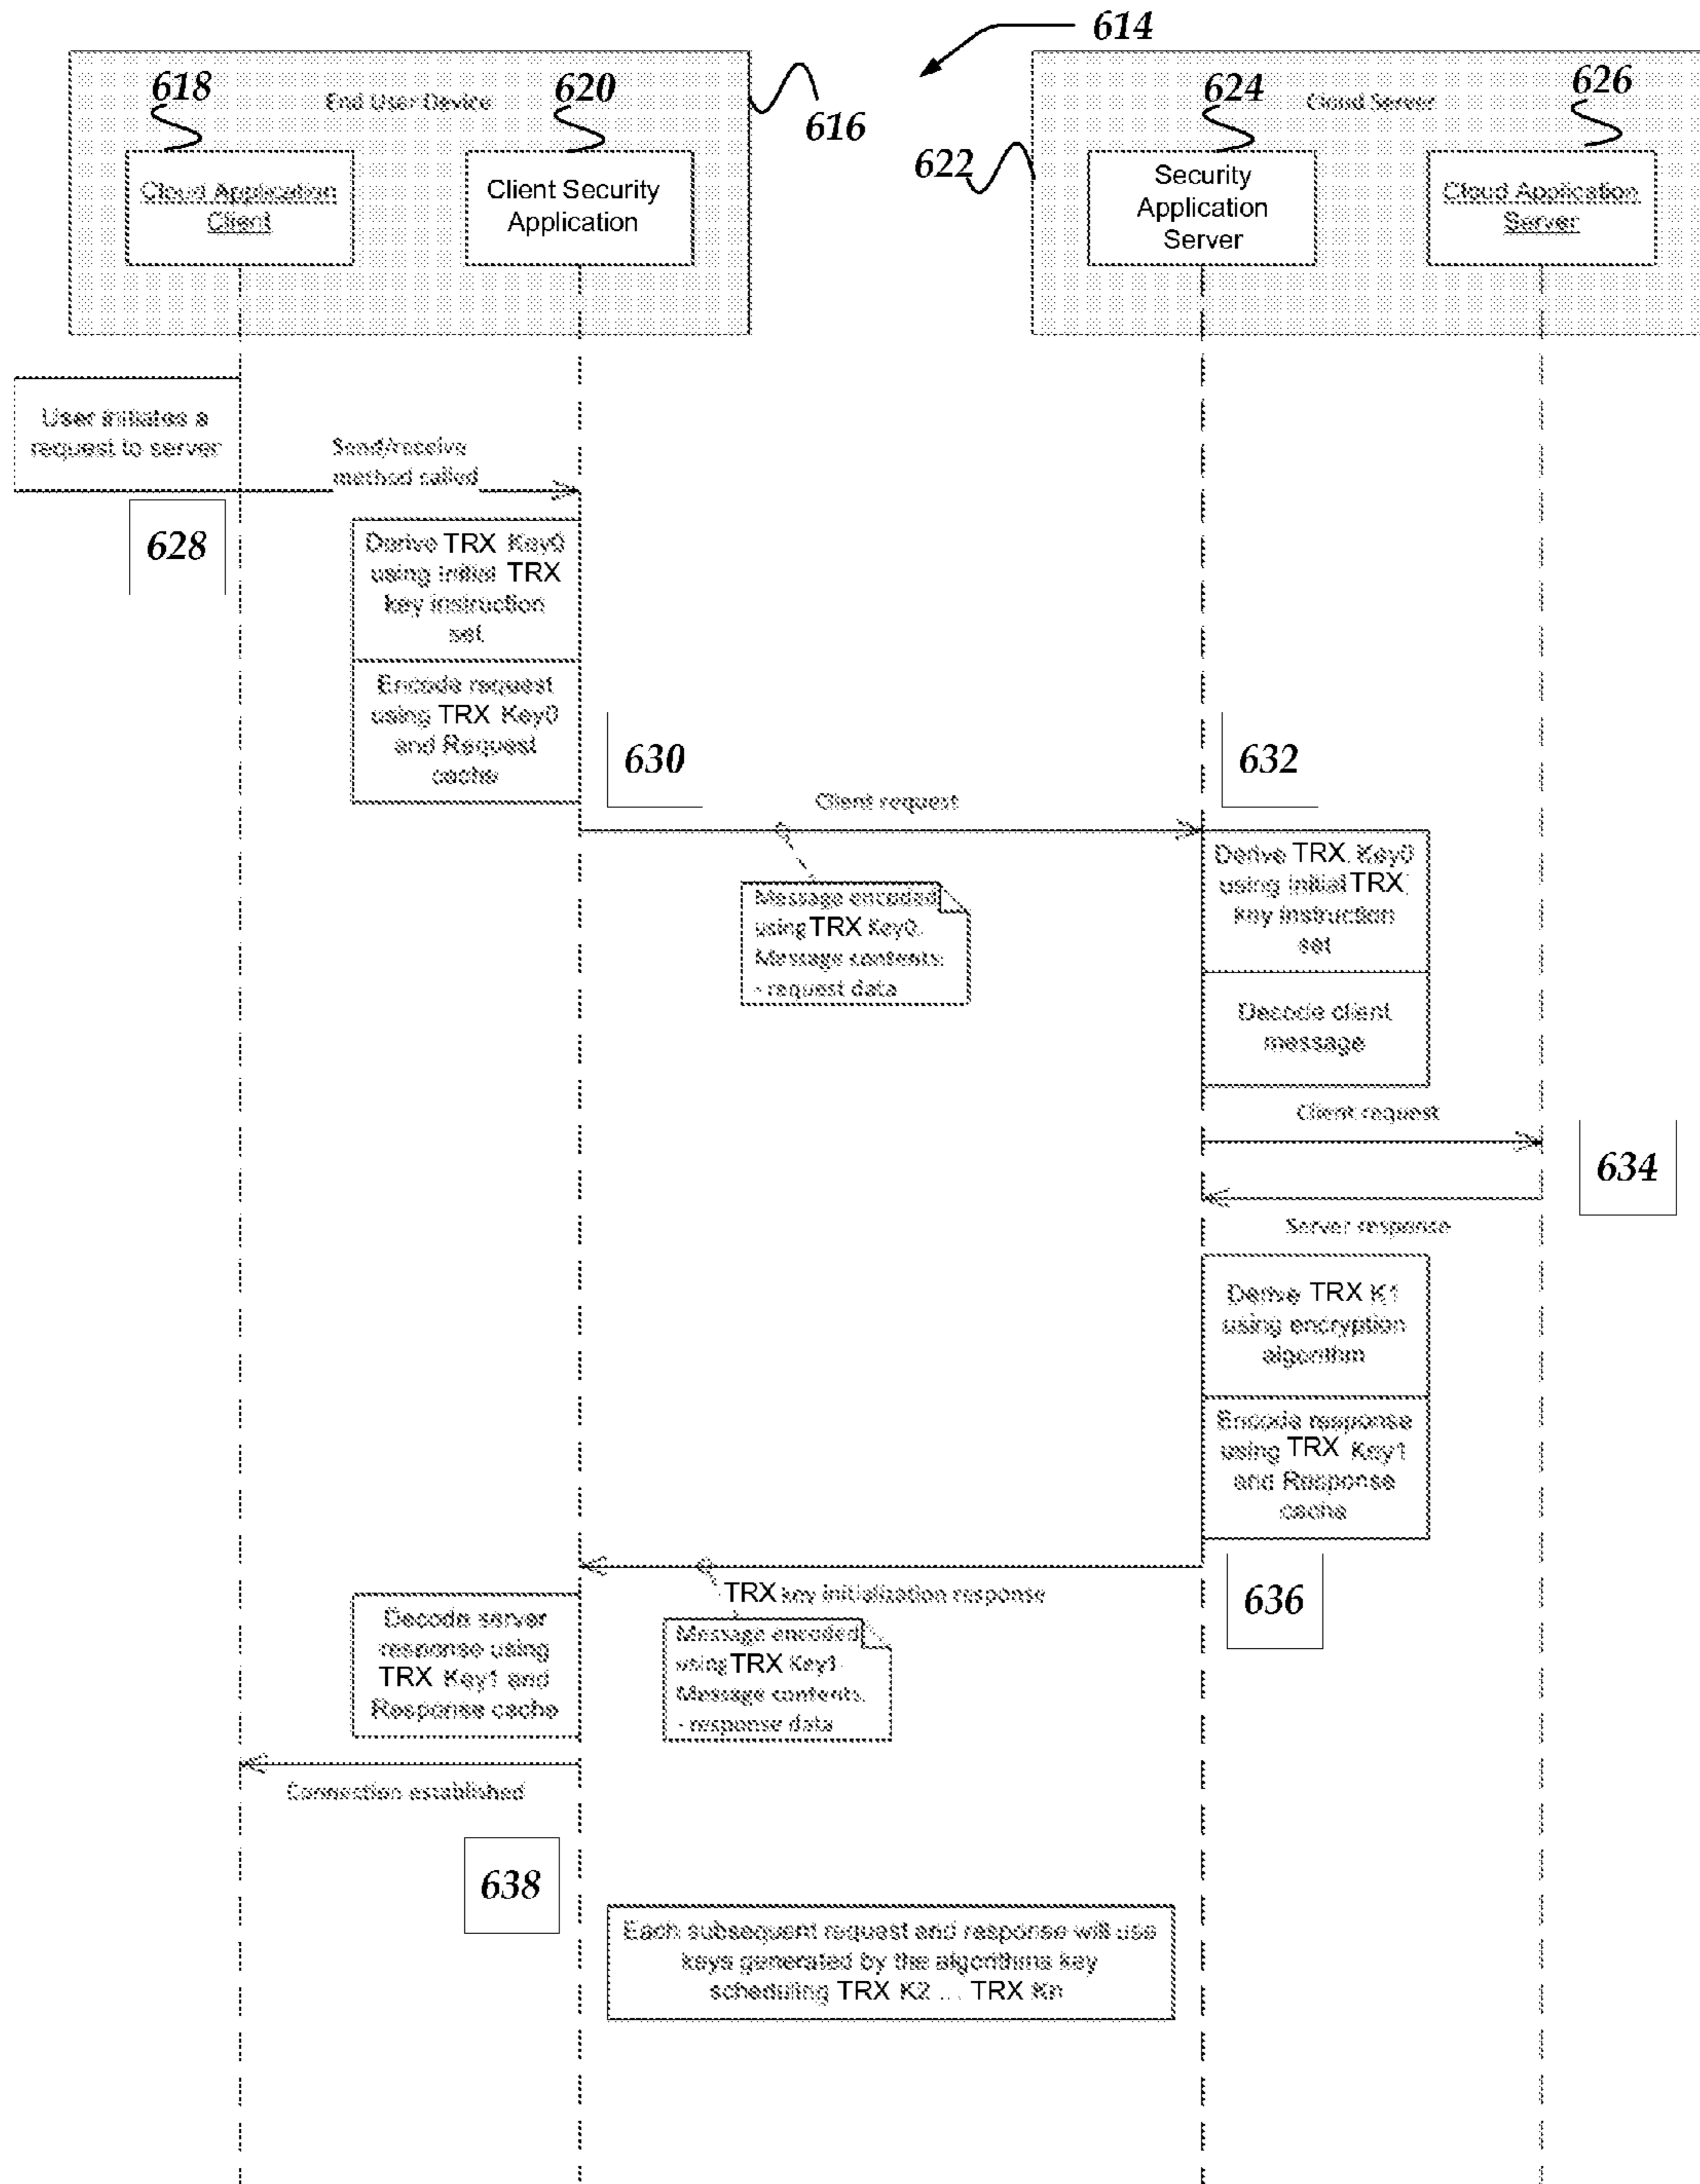 614
618
End User Device
620
616
624
Cloud Server
626
622
Cloud Application
Client
Client Security
Application
Security
Application
Server
Cloud Application
Server
User initiates a
request to server
Send/receive
method called
628
Derive TRX Key0
using initial TRX
key instruction
set
Encode request
using TRX Key0
and Request
cache
630
632
Client request
Message encoded
using TRX Key0.
Message contents:
- request data
Derive TRX Key0
using initial TRX
key instruction
set
Decode client
message
Client request
634
Server response
Derive TRX K1
using encryption
algorithm
Encode response
using TRX Key1
and Response
cache
636
TRX key initialization response
Message encoded
using TRX Key1.
Message contents:
- response data
Decode server
response using
TRX Key1 and
Response cache
Connection established
638
Each subsequent request and response will use
keys generated by the algorithms key
scheduling TRX K2 ... TRX Kn